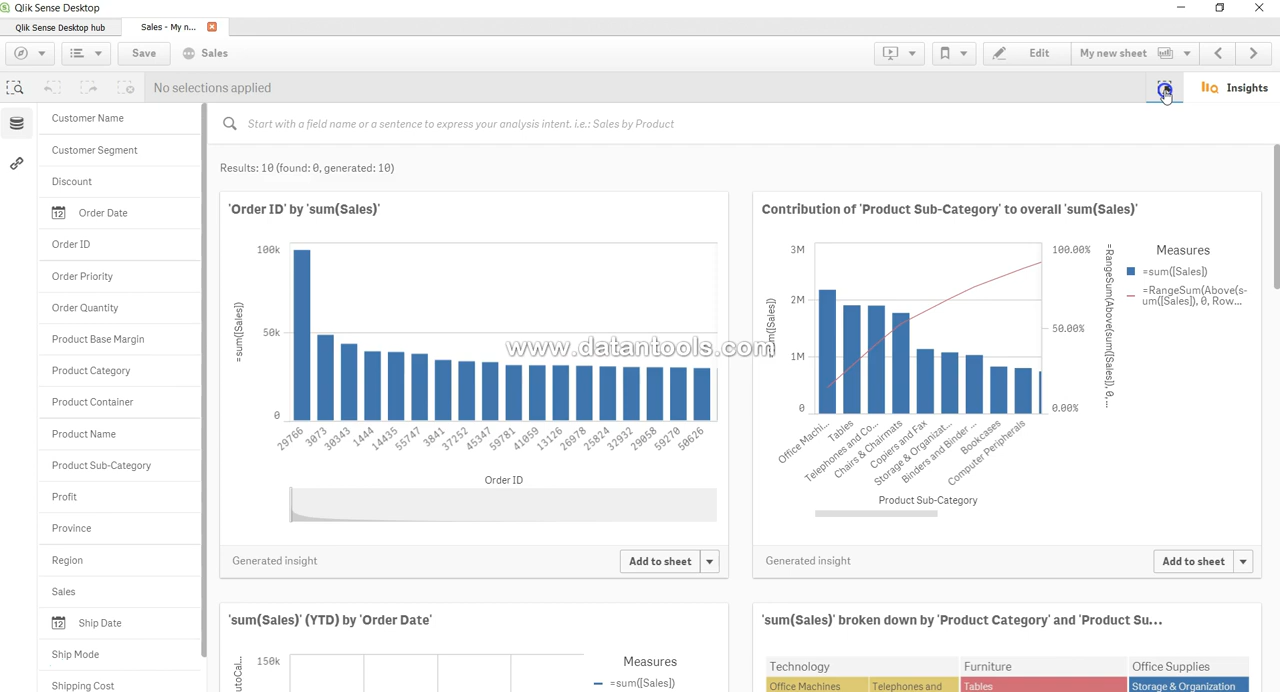 Qlik Sense Desktop
Qlik Sense Desktop hub
Sales - My n...
Save
Sales
Edit
My new sheet
No selections applied
Insights
Customer Name
Customer Segment
Discount
12 Order Date
Order ID
Order Priority
Order Quantity
Product Base Margin
Product Category
Product Container
Product Name
Product Sub-Category
Profit
Province
Region
Sales
12 Ship Date
Ship Mode
Shipping Cost
Start with a field name or a sentence to express your analysis intent. i.e.: Sales by Product
Results: 10 (found: 0, generated: 10)
'Order ID' by 'sum(Sales)'
100k
50k
0
=sum([Sales])
29766
3073
30343
1444
14435
55747
3841
37252
45347
59781
41059
13126
26978
25824
32932
29058
59270
50626
Order ID
Generated insight
Add to sheet
www.datantools.com
Contribution of 'Product Sub-Category' to overall 'sum(Sales)'
3M
2M
1M
0
100.00%
50.00%
0.00%
=RangeSum(Above(sum([Sales]), 0,...
Measures
=sum([Sales])
=RangeSum(Above(s-
um([Sales]), 0, Row...
Office Machi...
Tables
Telephones and Co...
Chairs & Chairmats
Copiers and Fax
Storage & Organizat...
Binders and Binder ...
Bookcases
Computer Peripherals
Product Sub-Category
Generated insight
Add to sheet
'sum(Sales)' (YTD) by 'Order Date'
150k
Measures
=sum([Sales])
'sum(Sales)' broken down by 'Product Category' and 'Product Su...
Technology
Furniture
Office Supplies
Office Machines
Telephones and
Tables
Storage & Organization